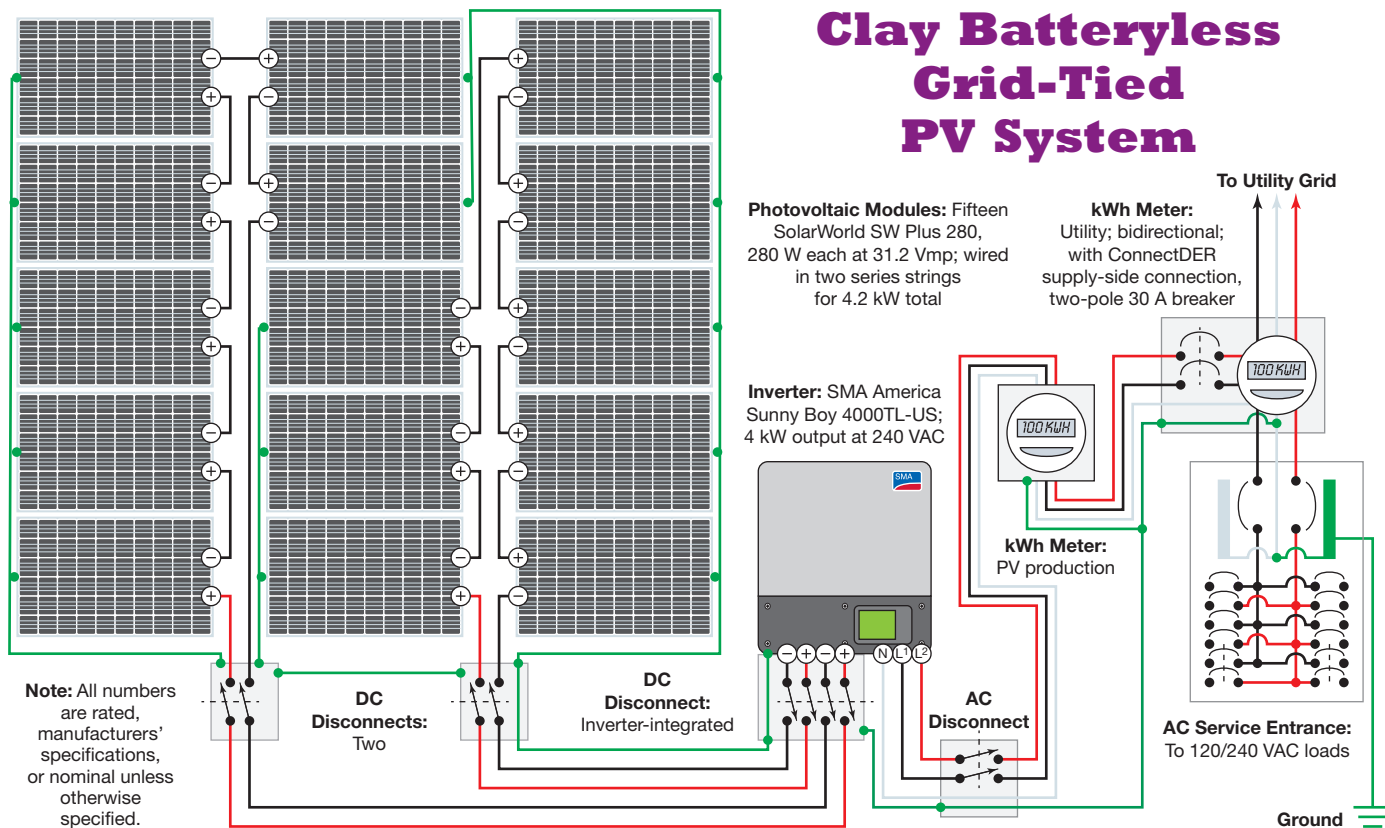 Clay Batteryless
Grid-Tied
PV System
To Utility Grid
Photovoltaic Modules: Fifteen
SolarWorld SW Plus 280,
280 W each at 31.2 Vmp; wired
in two series strings
for 4.2 kW total
kWh Meter:
Utility; bidirectional;
with ConnectDER
supply-side connection,
two-pole 30 A breaker
100 KWH
Inverter: SMA America
Sunny Boy 4000TL-US;
4 kW output at 240 VAC
100 KWH
SMA
kWh Meter:
PV production
− + − + N L1 L2
Note: All numbers
are rated,
manufacturers’
specifications,
or nominal unless
otherwise
specified.
DC
Disconnects:
Two
DC
Disconnect:
Inverter-integrated
AC
Disconnect
AC Service Entrance:
To 120/240 VAC loads
Ground